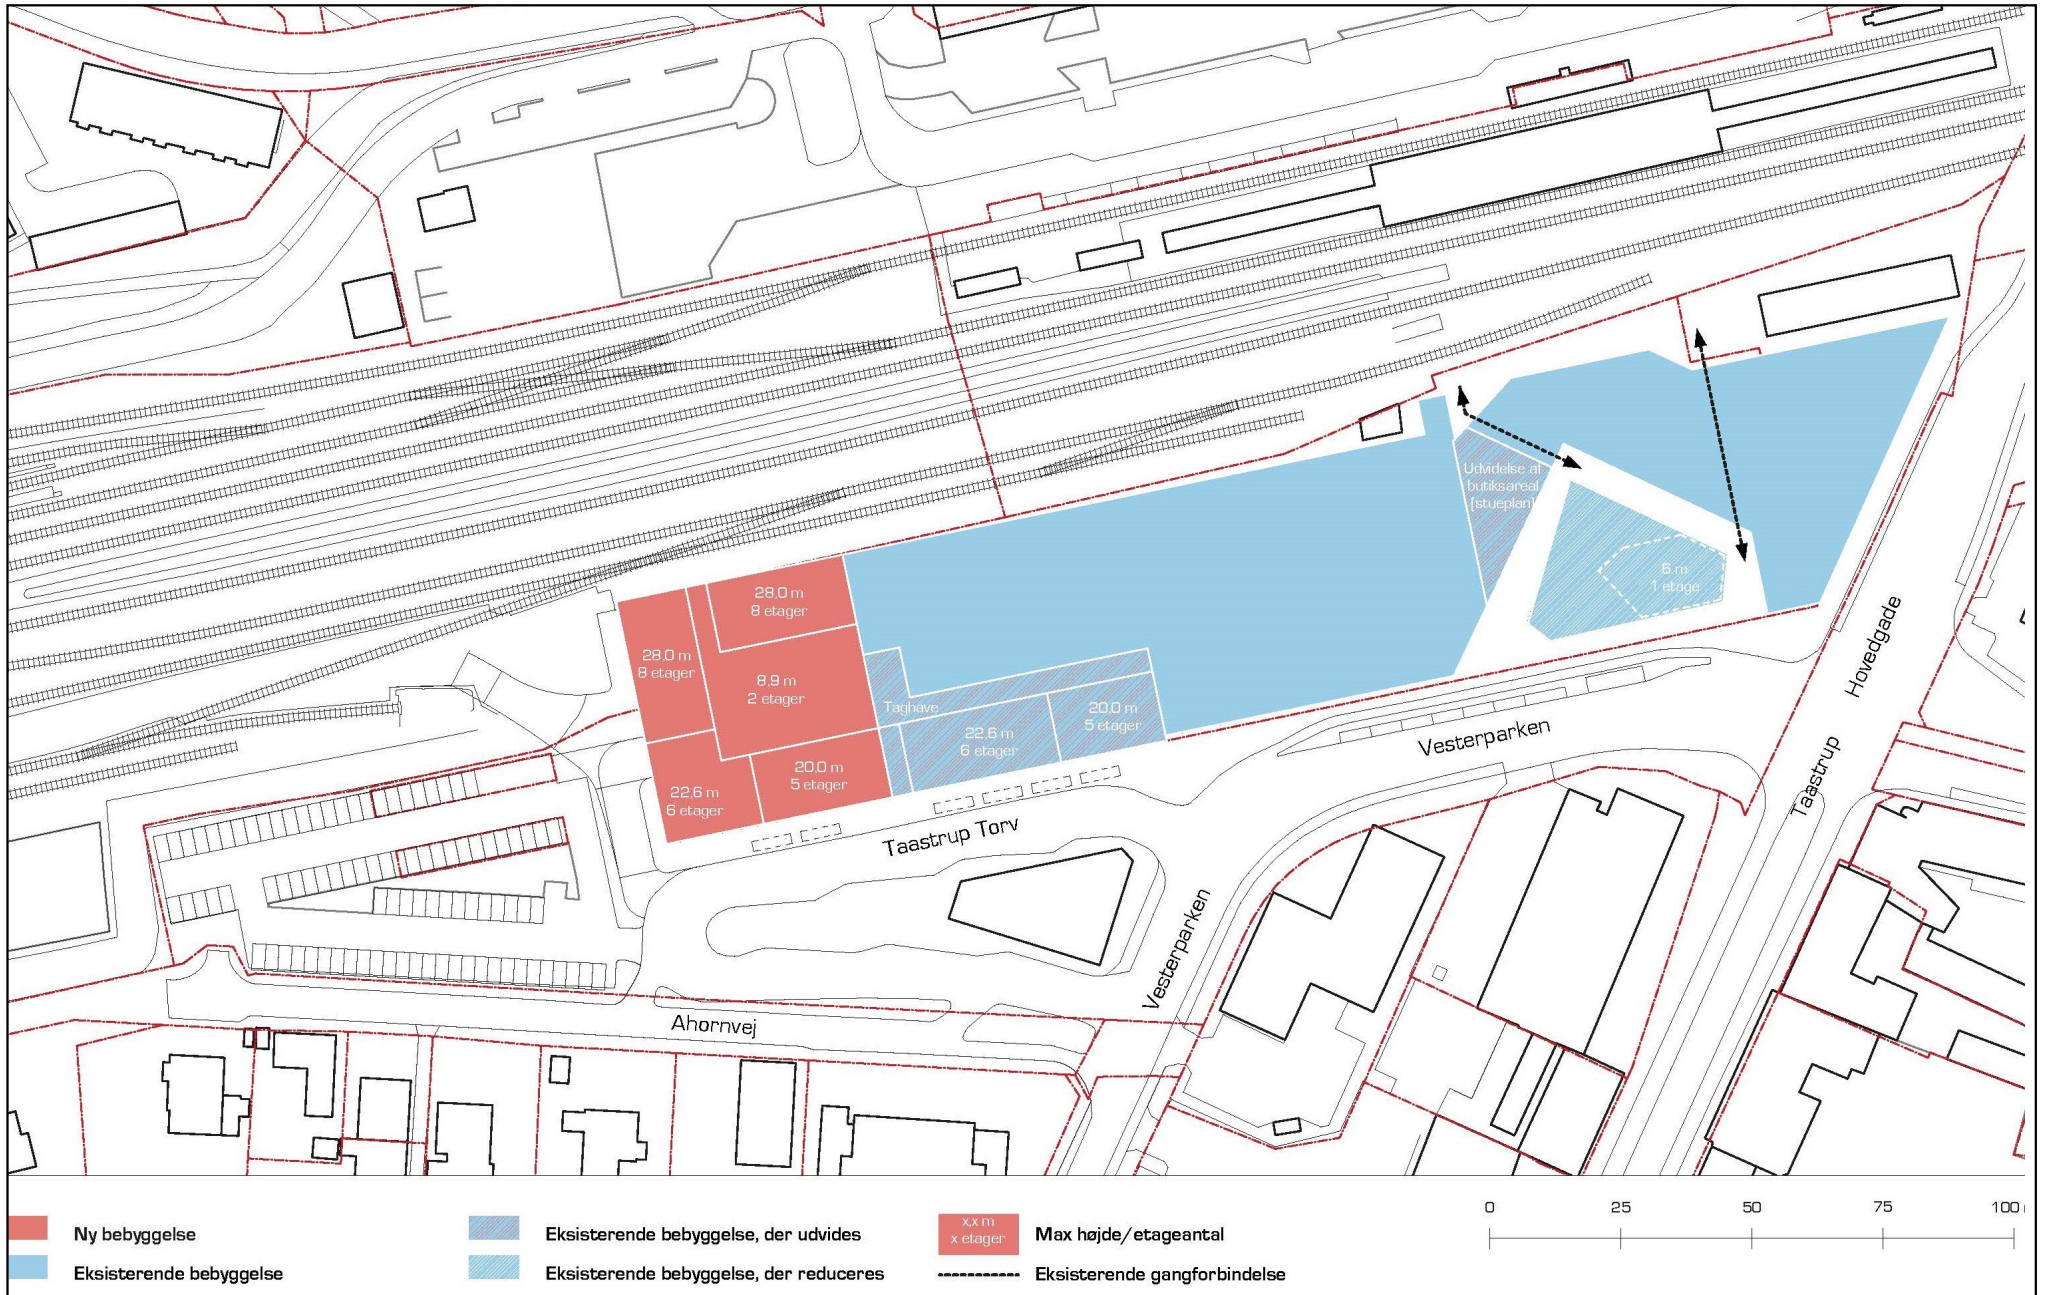 Udvidelse af
butiksareal
[stueplan]
6 m
1 etage
28,0 m
8 etager
28,0 m
8 etager
8,9 m
2 etager
Taghave
20,0 m
5 etager
22,6 m
6 etager
20,0 m
5 etager
22,6 m
6 etager
Taastrup Torv
Vesterparken
Vesterparken
Taastrup Hovedgade
Ahornvej
0 25 50 75 100
Ny bebyggelse
Eksisterende bebyggelse
Eksisterende bebyggelse, der udvides
Eksisterende bebyggelse, der reduceres
x,x m
x etager
Max højde/etageantal
Eksisterende gangforbindelse